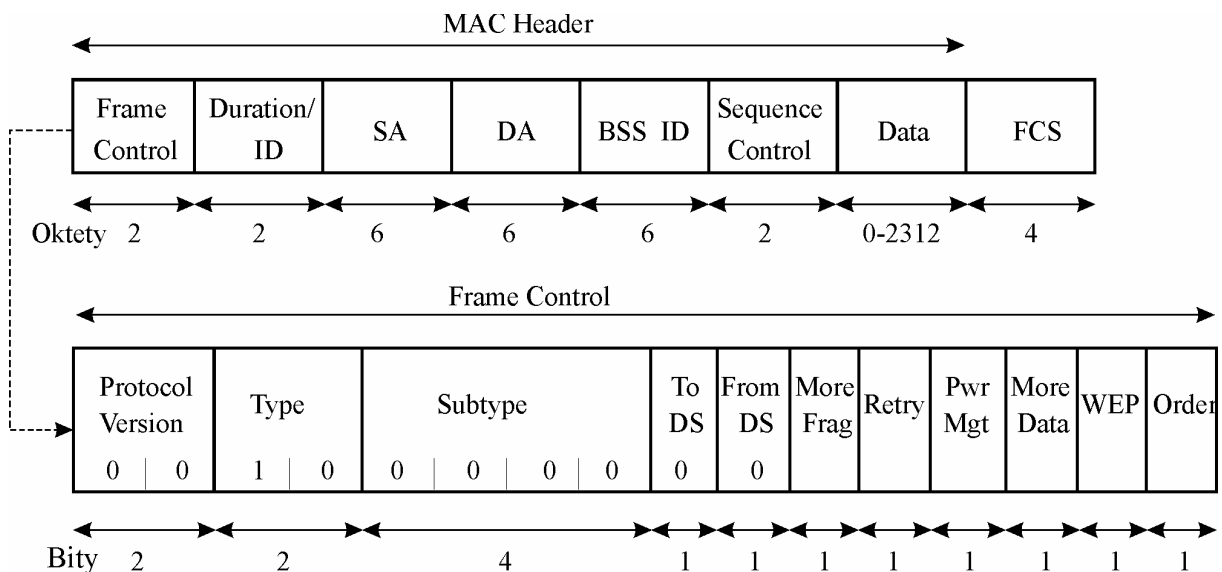 MAC Header
Frame Control
Duration/ ID
SA
DA
BSS ID
Sequence Control
Data
FCS
Oktety 2 2 6 6 6 2 0-2312 4
Frame Control
Protocol Version
Type
Subtype
To DS
From DS
More Frag
Retry
Pwr Mgt
More Data
WEP
Order
0 0 1 0 0 0 0 0 0 0
Bity 2 2 4 1 1 1 1 1 1 1 1